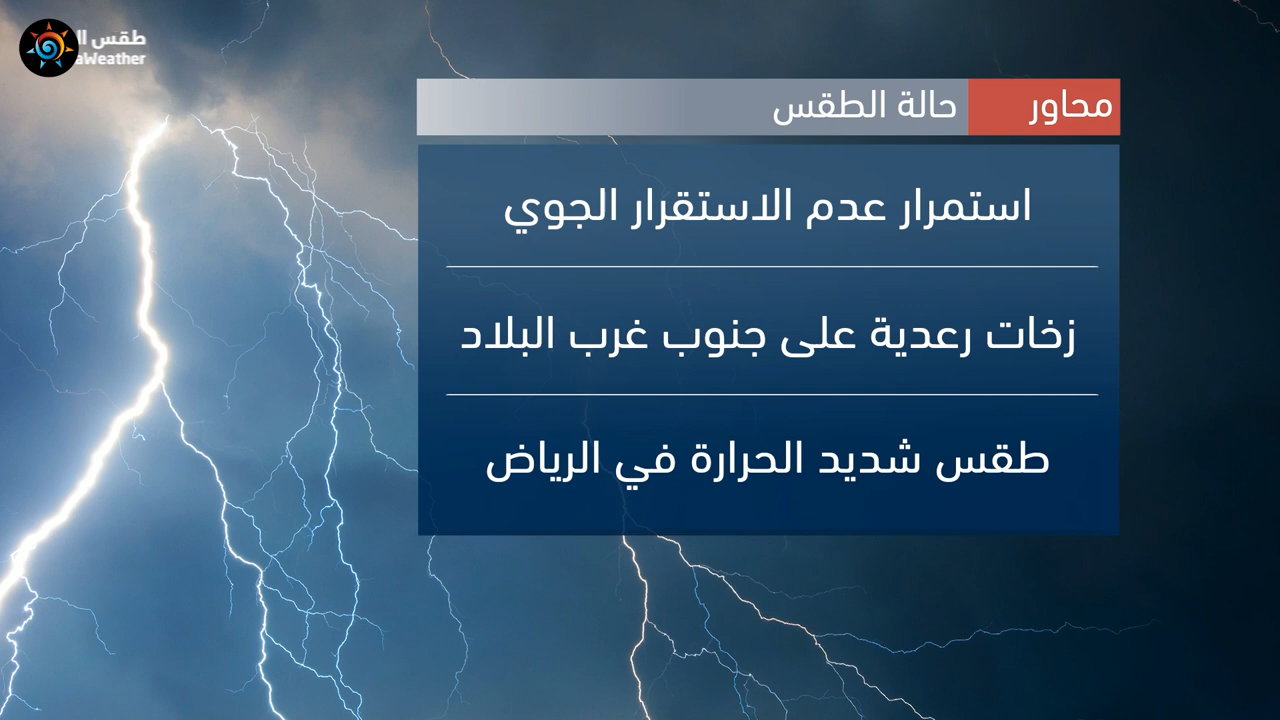 طقس ال
aWeather
محاور حالة الطقس
استمرار عدم الاستقرار الجوي
زخات رعدية على جنوب غرب البلاد
طقس شديد الحرارة في الرياض